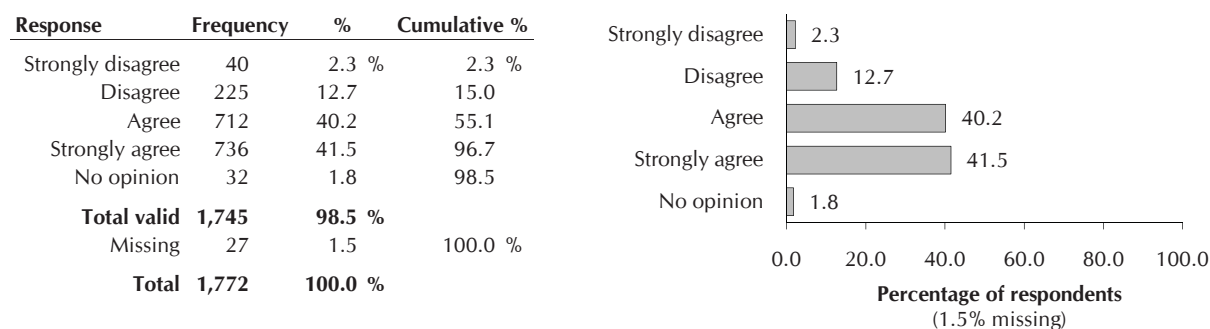 Response Frequency % Cumulative %
Strongly disagree 40 2.3 % 2.3 %
Disagree 225 12.7 15.0
Agree 712 40.2 55.1
Strongly agree 736 41.5 96.7
No opinion 32 1.8 98.5
Total valid 1,745 98.5 %
Missing 27 1.5 100.0 %
Total 1,772 100.0 %
Strongly disagree 2.3
Disagree 12.7
Agree 40.2
Strongly agree 41.5
No opinion 1.8
0.0 20.0 40.0 60.0 80.0 100.0
Percentage of respondents
(1.5% missing)